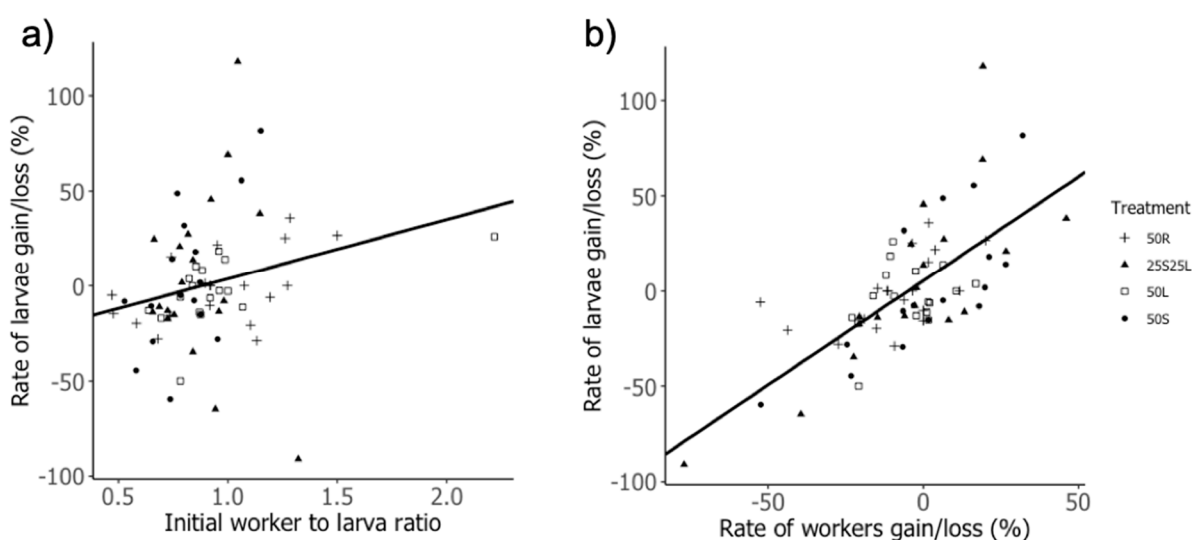 a)
Rate of larvae gain/loss (%)
100
50
0
-50
-100
0.5 1.0 1.5 2.0
Initial worker to larva ratio
b)
Rate of larvae gain/loss (%)
100
50
0
-50
-100
-50 0 50
Rate of workers gain/loss (%)
Treatment
50R
25S25L
50L
50S